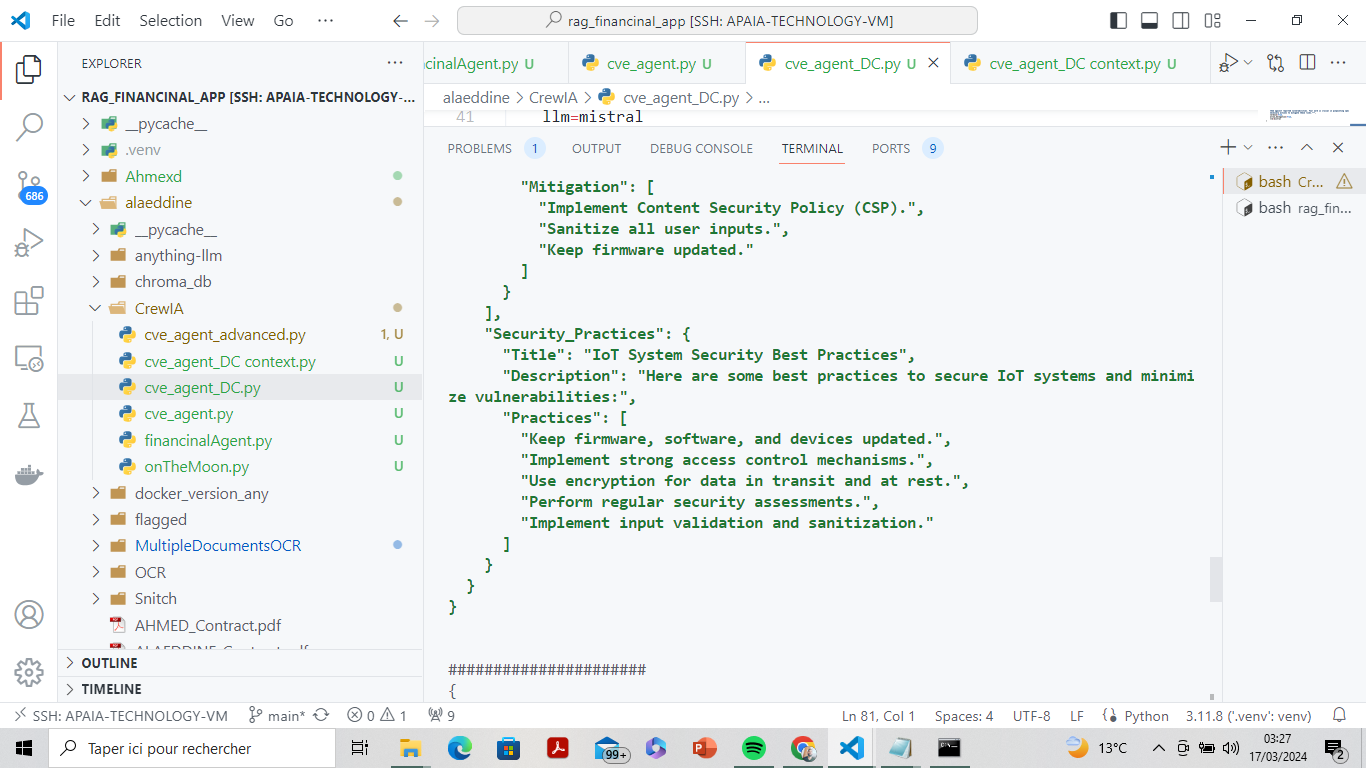 File Edit Selection View Go ··· rag_financinal_app [SSH: APAIA-TECHNOLOGY-VM]
EXPLORER ···
RAG_FINANCINAL_APP [SSH: APAIA-TECHNOLOGY-...
__pycache__
.venv
Ahmexd
686
alaeddine
__pycache__
anything-llm
chroma_db
CrewIA
cve_agent_advanced.py 1, U
cve_agent_DC context.py U
cve_agent_DC.py U
cve_agent.py U
financinalAgent.py U
onTheMoon.py U
docker_version_any
flagged
MultipleDocumentsOCR
OCR
Snitch
AHMED_Contract.pdf
OUTLINE
TIMELINE
ncinalAgent.py U cve_agent.py U cve_agent_DC.py U cve_agent_DC context.py U
alaeddine > CrewIA > cve_agent_DC.py > ...
41 llm=mistral
PROBLEMS 1 OUTPUT DEBUG CONSOLE TERMINAL PORTS 9
bash Cr...
bash rag_fin...
"Mitigation": [
"Implement Content Security Policy (CSP).",
"Sanitize all user inputs.",
"Keep firmware updated."
]
}
],
"Security_Practices": {
"Title": "IoT System Security Best Practices",
"Description": "Here are some best practices to secure IoT systems and minimi
ze vulnerabilities:",
"Practices": [
"Keep firmware, software, and devices updated.",
"Implement strong access control mechanisms.",
"Use encryption for data in transit and at rest.",
"Perform regular security assessments.",
"Implement input validation and sanitization."
]
}
}
}
######################
{
SSH: APAIA-TECHNOLOGY-VM main* 0 1 9 Ln 81, Col 1 Spaces: 4 UTF-8 LF Python 3.11.8 ('.venv': venv)
Taper ici pour rechercher 99+ 13°C 03:27
17/03/2024 2